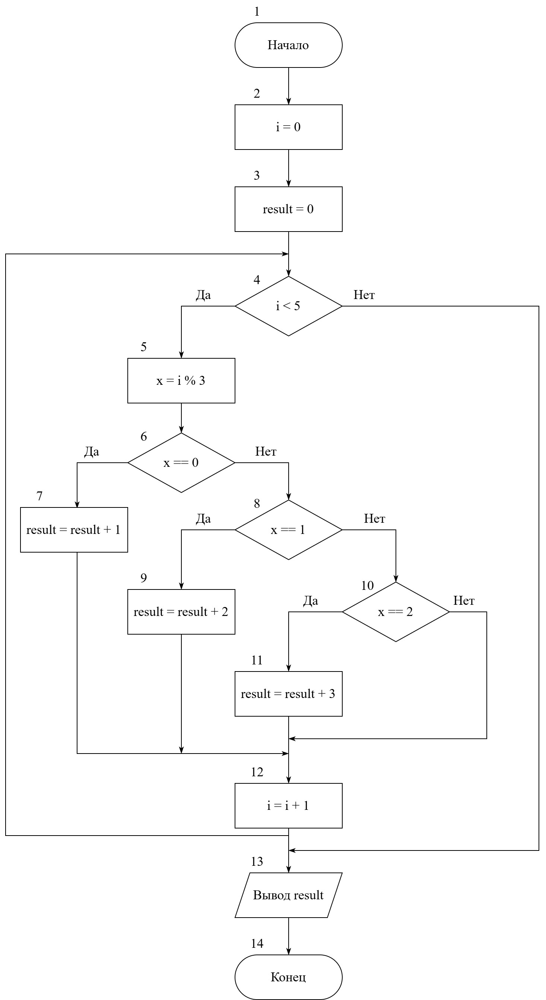 1
Начало
2
i = 0
3
result = 0
4
Да
i < 5
Нет
5
x = i % 3
6
Да
x == 0
Нет
7
result = result + 1
8
Да
x == 1
Нет
9
result = result + 2
10
Да
x == 2
Нет
11
result = result + 3
12
i = i + 1
13
Вывод result
14
Конец